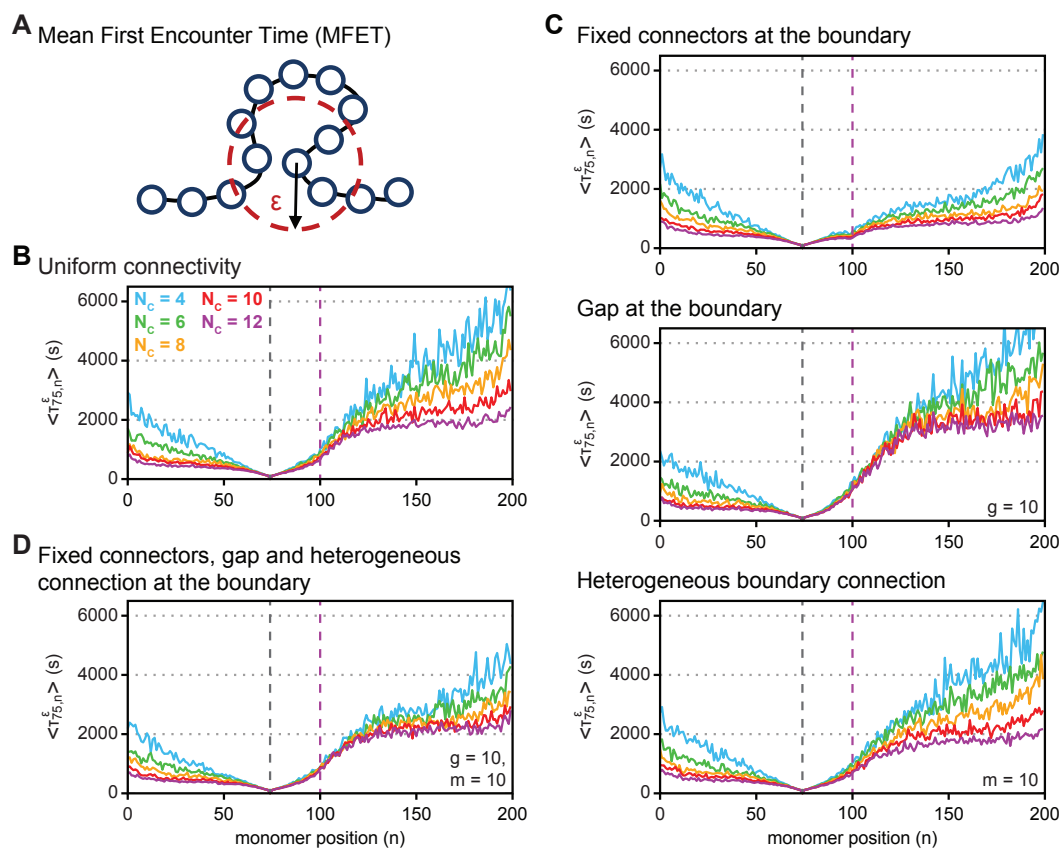 A Mean First Encounter Time (MFET)
ε
B Uniform connectivity
<τ^ε_75,n> (s)
6000
4000
2000
0
N_C = 4
N_C = 6
N_C = 8
N_C = 10
N_C = 12
0 50 100 150 200
C Fixed connectors at the boundary
<τ^ε_75,n> (s)
6000
4000
2000
0
0 50 100 150 200
Gap at the boundary
<τ^ε_75,n> (s)
6000
4000
2000
0
g = 10
0 50 100 150 200
Heterogeneous boundary connection
<τ^ε_75,n> (s)
6000
4000
2000
0
m = 10
0 50 100 150 200
monomer position (n)
D Fixed connectors, gap and heterogeneous
connection at the boundary
<τ^ε_75,n> (s)
6000
4000
2000
0
g = 10,
m = 10
0 50 100 150 200
monomer position (n)